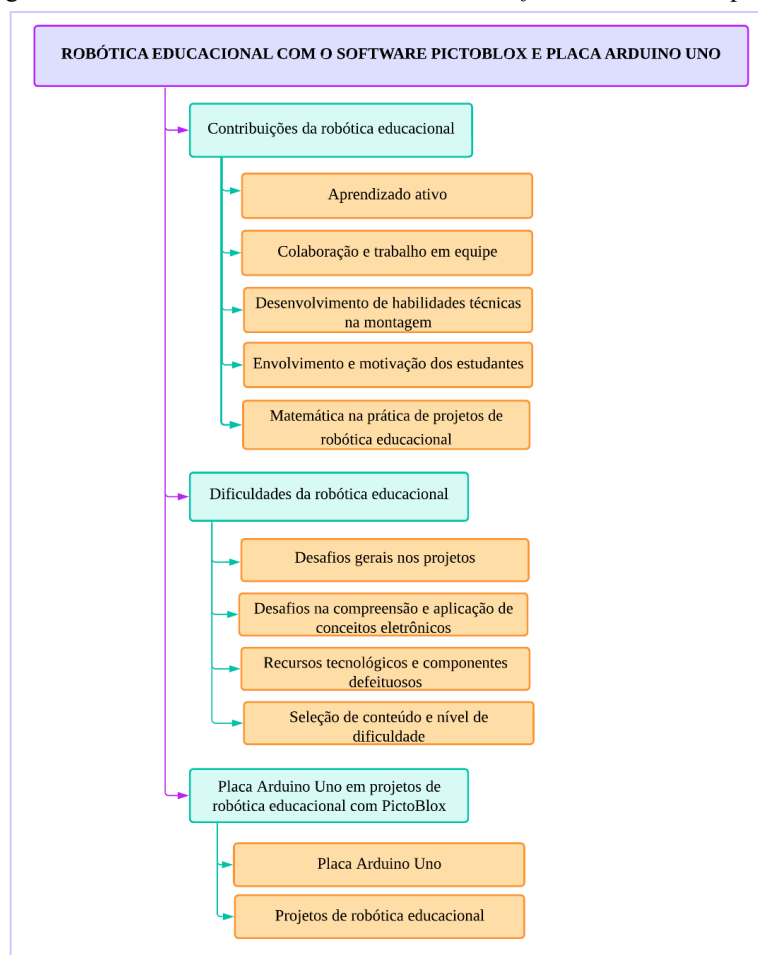 ROBÓTICA EDUCACIONAL COM O SOFTWARE PICTOBLOX E PLACA ARDUINO UNO
Contribuições da robótica educacional
Aprendizado ativo
Colaboração e trabalho em equipe
Desenvolvimento de habilidades técnicas
na montagem
Envolvimento e motivação dos estudantes
Matemática na prática de projetos de
robótica educacional
Dificuldades da robótica educacional
Desafios gerais nos projetos
Desafios na compreensão e aplicação de
conceitos eletrônicos
Recursos tecnológicos e componentes
defeituosos
Seleção de conteúdo e nível de
dificuldade
Placa Arduino Uno em projetos de
robótica educacional com PictoBlox
Placa Arduino Uno
Projetos de robótica educacional